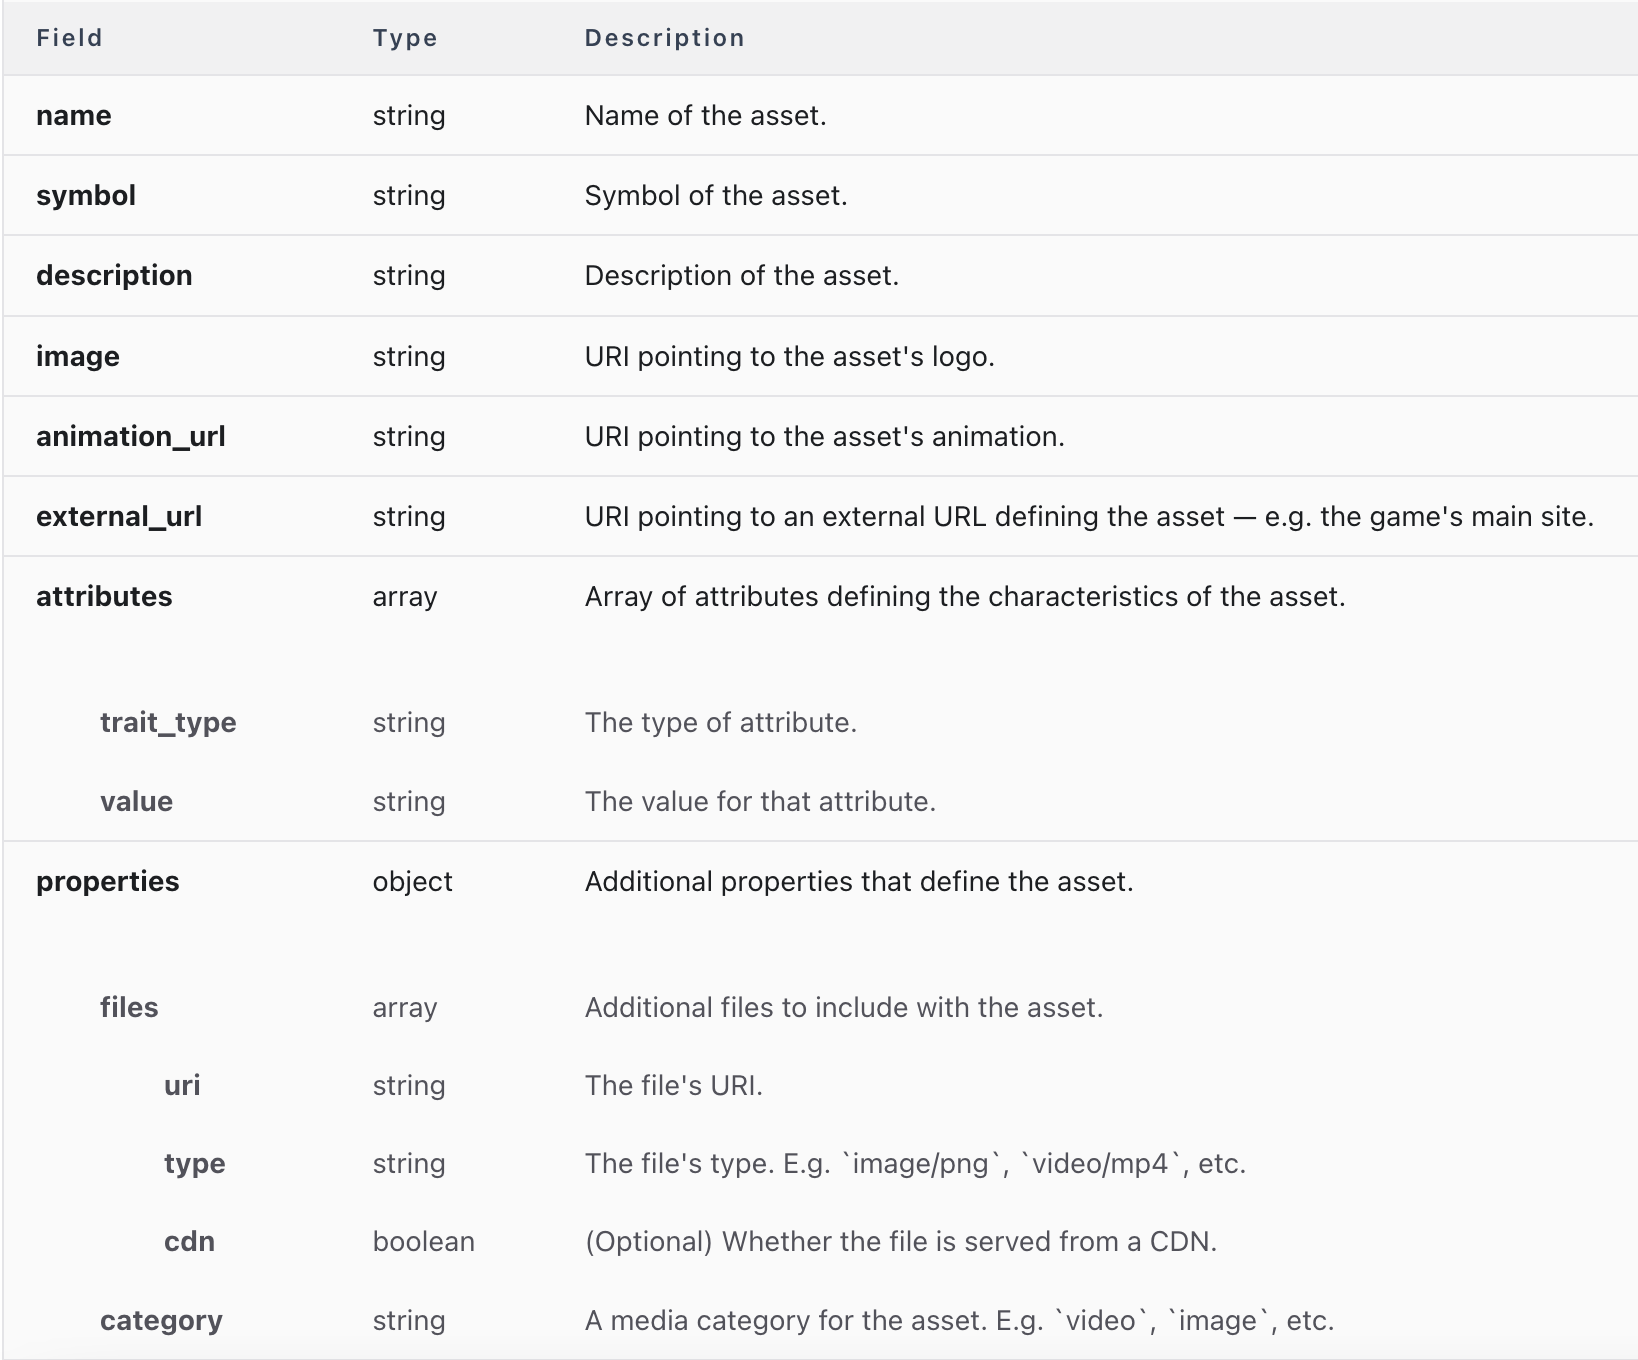 Field Type Description
name string Name of the asset.
symbol string Symbol of the asset.
description string Description of the asset.
image string URI pointing to the asset's logo.
animation_url string URI pointing to the asset's animation.
external_url string URI pointing to an external URL defining the asset — e.g. the game's main site.
attributes array Array of attributes defining the characteristics of the asset.
trait_type string The type of attribute.
value string The value for that attribute.
properties object Additional properties that define the asset.
files array Additional files to include with the asset.
uri string The file's URI.
type string The file's type. E.g. `image/png`, `video/mp4`, etc.
cdn boolean (Optional) Whether the file is served from a CDN.
category string A media category for the asset. E.g. `video`, `image`, etc.